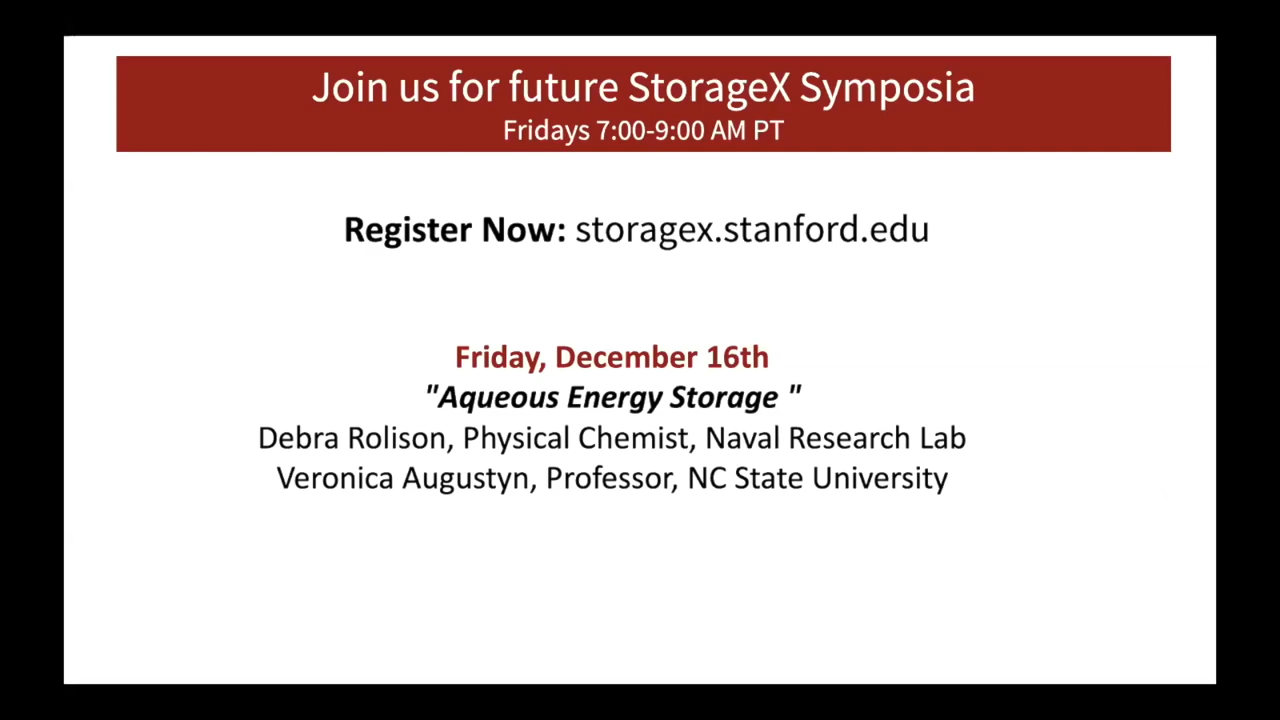 Join us for future StorageX Symposia
Fridays 7:00-9:00 AM PT
Register Now: storagex.stanford.edu
Friday, December 16th
"Aqueous Energy Storage "
Debra Rolison, Physical Chemist, Naval Research Lab
Veronica Augustyn, Professor, NC State University